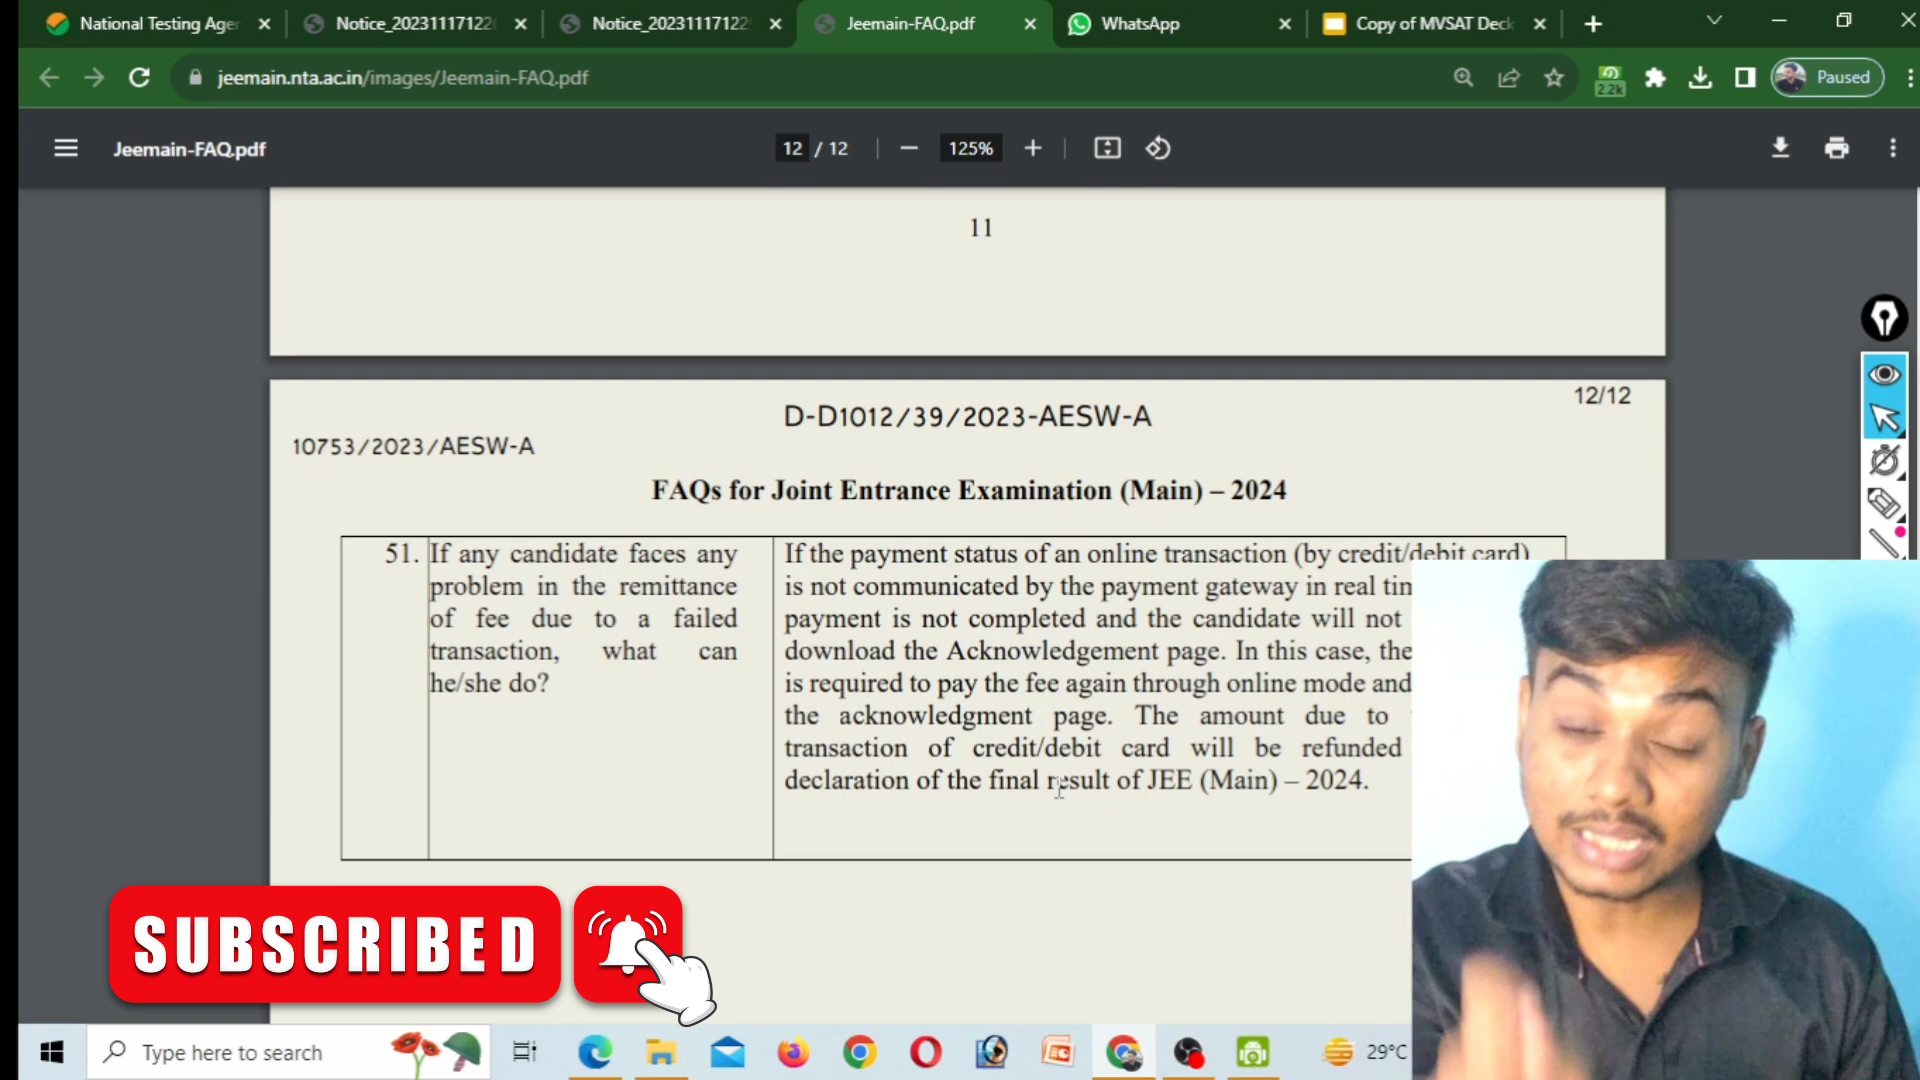 National Testing Age
Notice_20231117122
Notice_2023111712
Jeemain-FAQ.pdf
WhatsApp
Copy of MVSAT Deck
jeemain.nta.ac.in/images/Jeemain-FAQ.pdf
2.2k
Paused
Jeemain-FAQ.pdf
12 / 12
125%
11
12/12
D-D1012/39/2023-AESW-A
10753/2023/AESW-A
FAQs for Joint Entrance Examination (Main) – 2024
51. If any candidate faces any
problem in the remittance
of fee due to a failed
transaction, what can
he/she do?
If the payment status of an online transaction (by credit/debit card)
is not communicated by the payment gateway in real tim
payment is not completed and the candidate will not
download the Acknowledgement page. In this case, the
is required to pay the fee again through online mode and
the acknowledgment page. The amount due to
transaction of credit/debit card will be refunded
declaration of the final result of JEE (Main) – 2024.
SUBSCRIBED
Type here to search
29°C